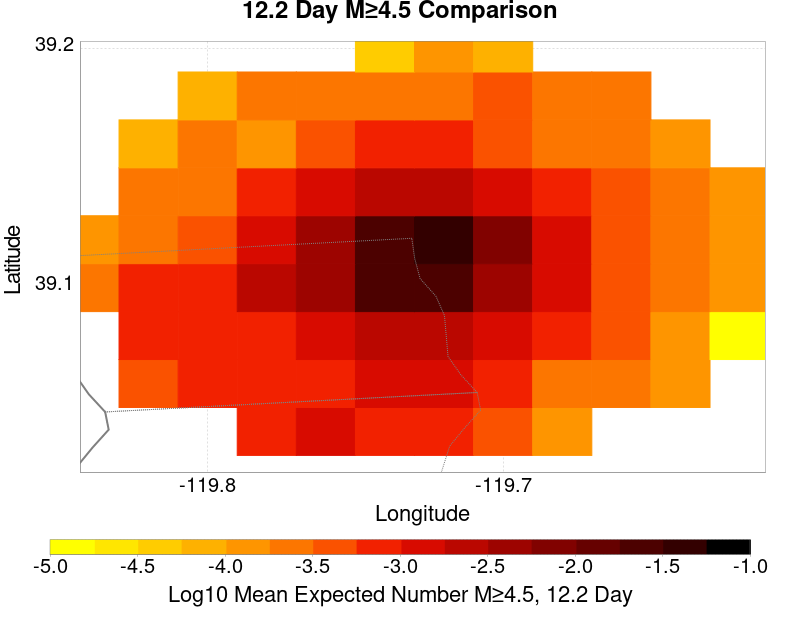 12.2 Day M≥4.5 Comparison
39.2
39.1
Latitude
-119.8 -119.7
Longitude
-5.0 -4.5 -4.0 -3.5 -3.0 -2.5 -2.0 -1.5 -1.0
Log10 Mean Expected Number M≥4.5, 12.2 Day